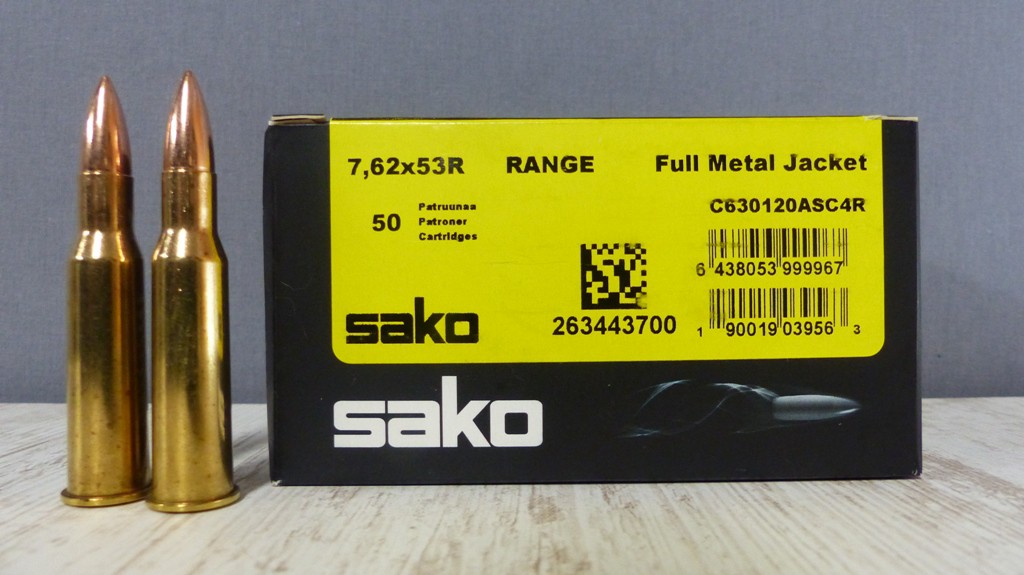 7,62x53R RANGE Full Metal Jacket
C630120ASC4R
50 Patruunaa
Patroner
Cartridges
6 438053 999967
263443700
1 90019 03956 3
sako
sako